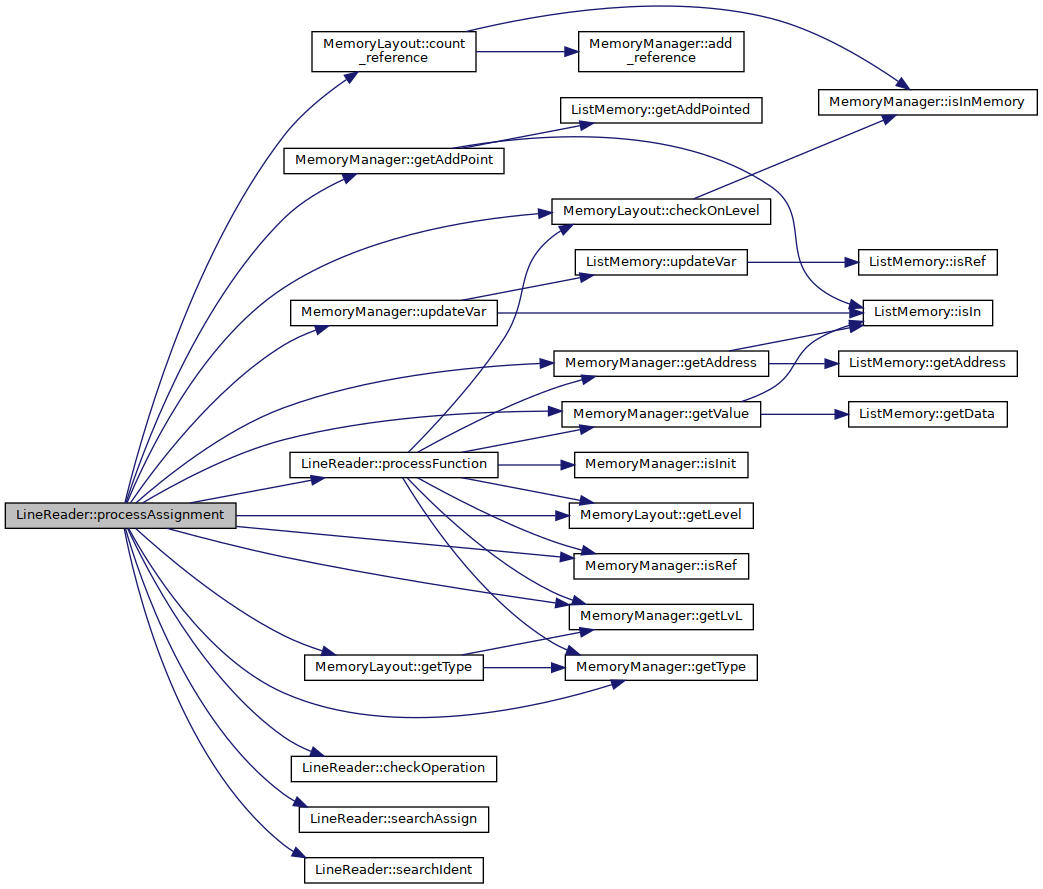 MemoryLayout::count
_reference
MemoryManager::add
_reference
MemoryManager::isInMemory
ListMemory::getAddPointed
MemoryManager::getAddPoint
MemoryLayout::checkOnLevel
ListMemory::updateVar
ListMemory::isRef
MemoryManager::updateVar
ListMemory::isIn
MemoryManager::getAddress
ListMemory::getAddress
MemoryManager::getValue
ListMemory::getData
LineReader::processFunction
MemoryManager::isInit
LineReader::processAssignment
MemoryLayout::getLevel
MemoryManager::isRef
MemoryManager::getLvL
MemoryLayout::getType
MemoryManager::getType
LineReader::checkOperation
LineReader::searchAssign
LineReader::searchIdent